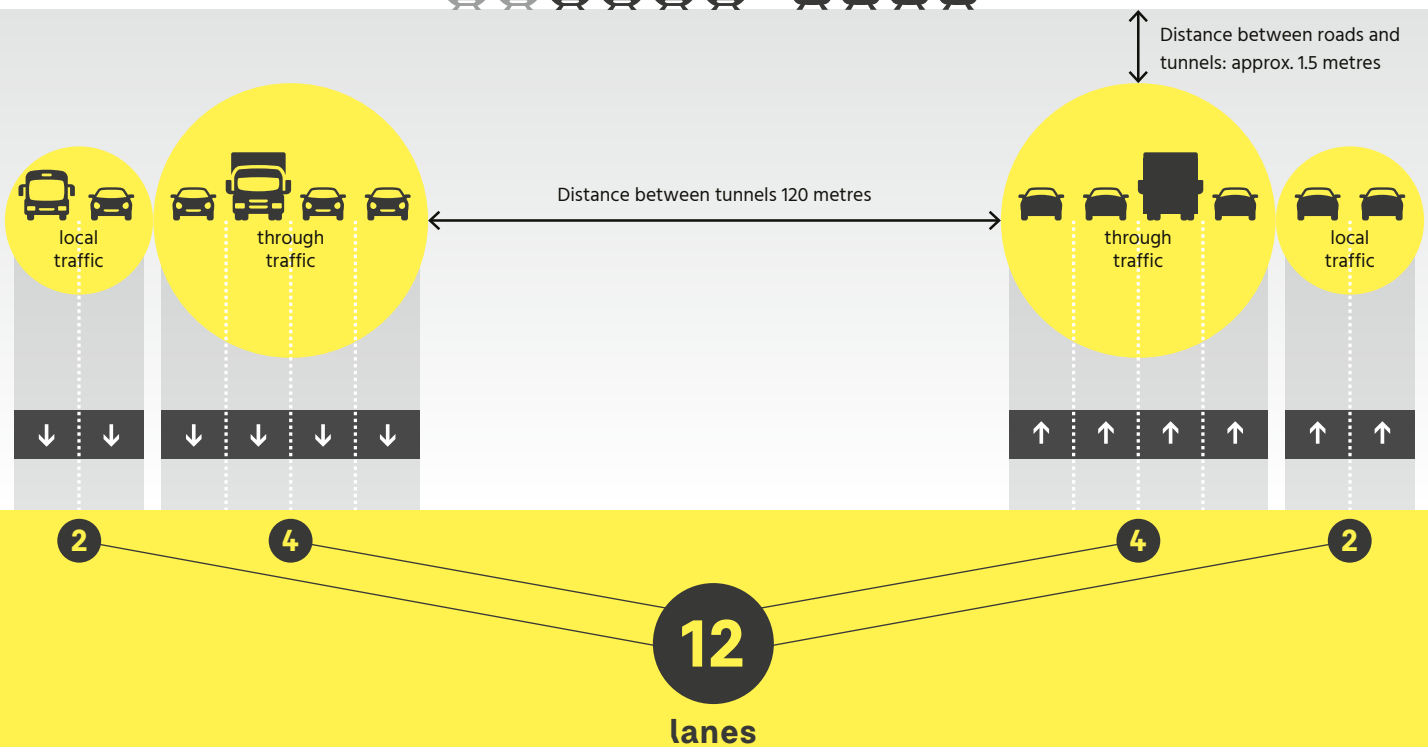 Distance between roads and
tunnels: approx. 1.5 metres
Distance between tunnels 120 metres
local
traffic
through
traffic
through
traffic
local
traffic
2
4
4
2
12
lanes